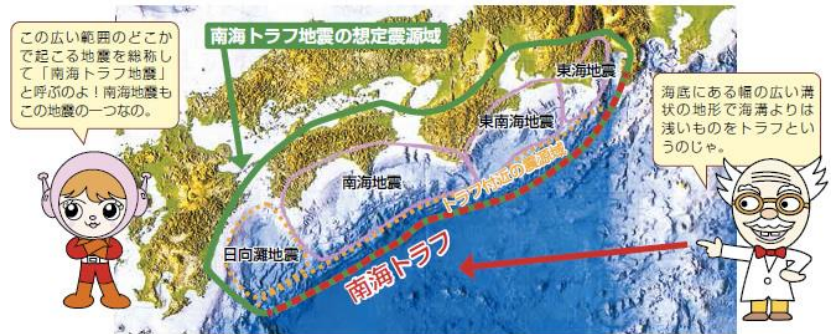 この広い範囲のどこか
で起こる地震を総称して
「南海トラフ地震」
と呼ぶのよ！南海地震も
この地震の一つなの。
南海トラフ地震の想定震源域
東海地震
東南海地震
南海地震
日向灘地震
トラフ付近の震源域
南海トラフ
海底にある幅の広い溝
状の地形で海溝よりは
浅いものをトラフとい
うのじゃ。